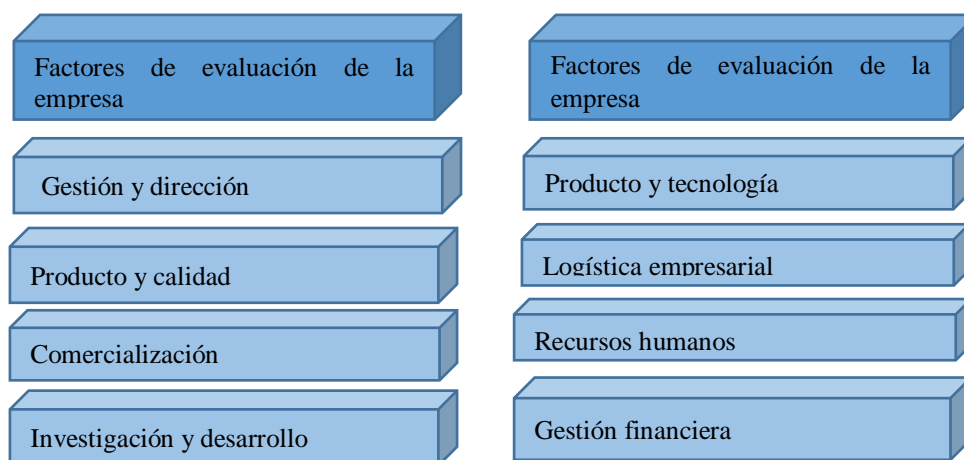 Factores de evaluación de la
empresa
Gestión y dirección
Producto y calidad
Comercialización
Investigación y desarrollo
Factores de evaluación de la
empresa
Producto y tecnología
Logística empresarial
Recursos humanos
Gestión financiera